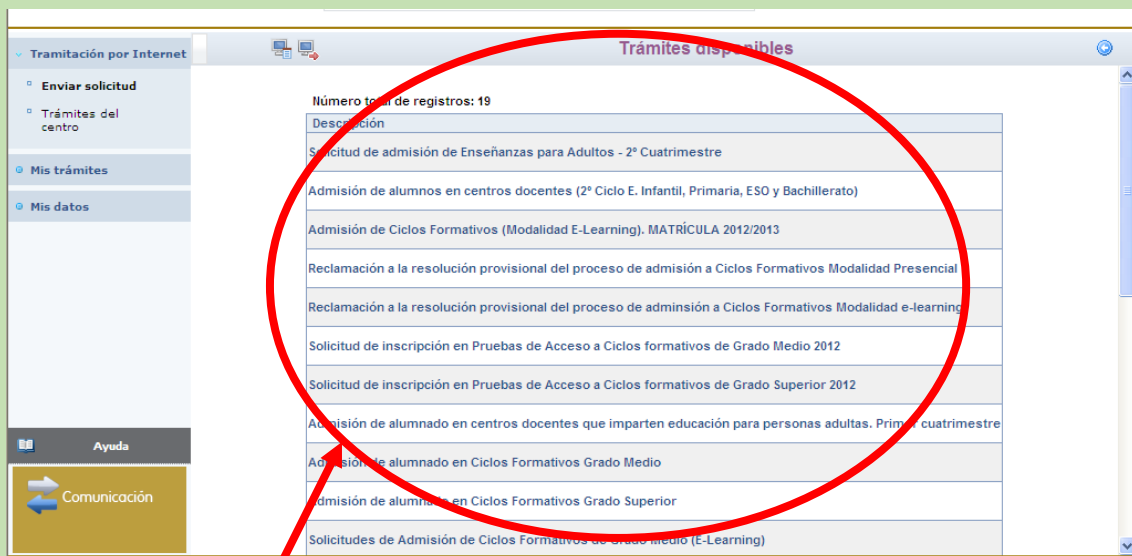 Tramitación por Internet
Enviar solicitud
Trámites del
centro
Mis trámites
Mis datos
Ayuda
Comunicación
Trámites disponibles
Número total de registros: 19
Descripción
Solicitud de admisión de Enseñanzas para Adultos - 2º Cuatrimestre
Admisión de alumnos en centros docentes (2º Ciclo E. Infantil, Primaria, ESO y Bachillerato)
Admisión de Ciclos Formativos (Modalidad E-Learning). MATRÍCULA 2012/2013
Reclamación a la resolución provisional del proceso de admisión a Ciclos Formativos Modalidad Presencial
Reclamación a la resolución provisional del proceso de adminsión a Ciclos Formativos Modalidad e-learning
Solicitud de inscripción en Pruebas de Acceso a Ciclos formativos de Grado Medio 2012
Solicitud de inscripción en Pruebas de Acceso a Ciclos formativos de Grado Superior 2012
Admisión de alumnado en centros docentes que imparten educación para personas adultas. Primer cuatrimestre
Admisión de alumnado en Ciclos Formativos Grado Medio
Admisión de alumnado en Ciclos Formativos Grado Superior
Solicitudes de Admisión de Ciclos Formativos de Grado Medio (E-Learning)